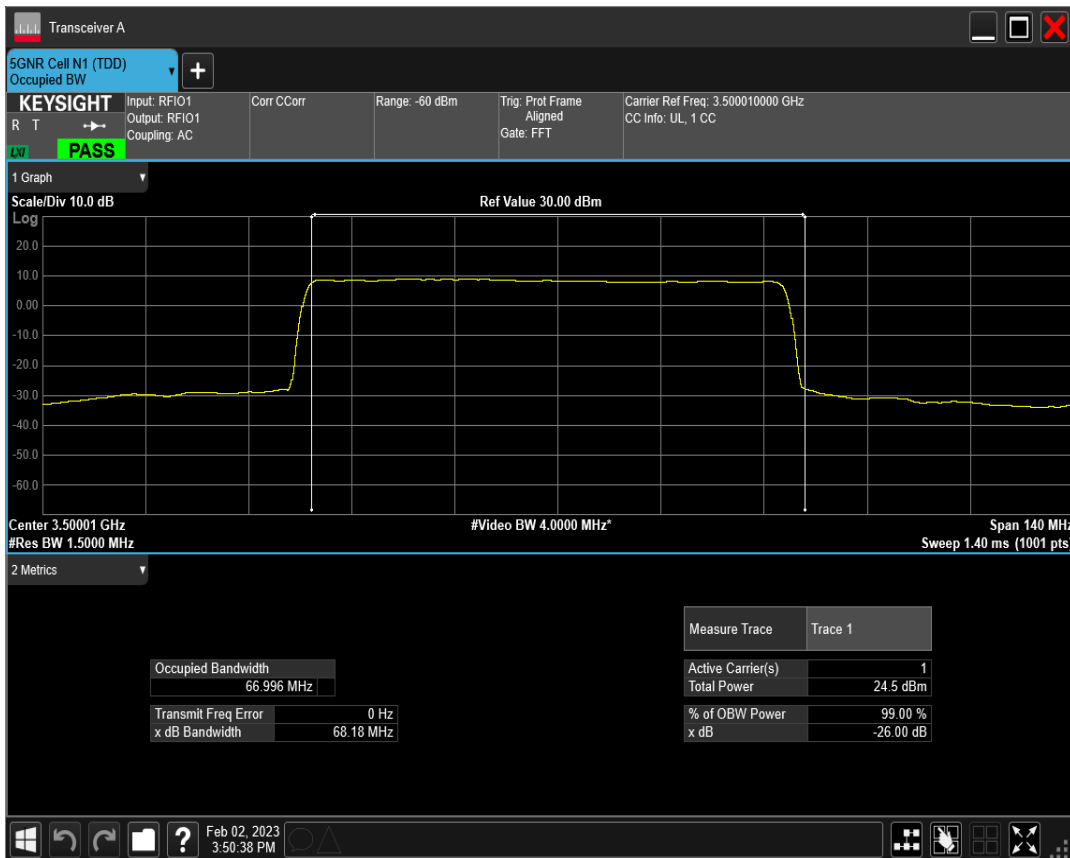 Transceiver A
5GNR Cell N1 (TDD)
Occupied BW
+
KEYSIGHT
R T
LXI
PASS
Input: RFIO1
Output: RFIO1
Coupling: AC
Corr CCorr
Range: -60 dBm
Trig: Prot Frame
Aligned
Gate: FFT
Carrier Ref Freq: 3.500010000 GHz
CC Info: UL, 1 CC
1 Graph
Scale/Div 10.0 dB
Ref Value 30.00 dBm
Log
20.0
10.0
0.00
-10.0
-20.0
-30.0
-40.0
-50.0
-60.0
Center 3.50001 GHz
#Video BW 4.0000 MHz*
Span 140 MHz
#Res BW 1.5000 MHz
Sweep 1.40 ms (1001 pts)
2 Metrics
Measure Trace Trace 1
Occupied Bandwidth
66.996 MHz
Active Carrier(s) 1
Total Power 24.5 dBm
Transmit Freq Error 0 Hz
x dB Bandwidth 68.18 MHz
% of OBW Power 99.00 %
x dB -26.00 dB
?
Feb 02, 2023
3:50:38 PM